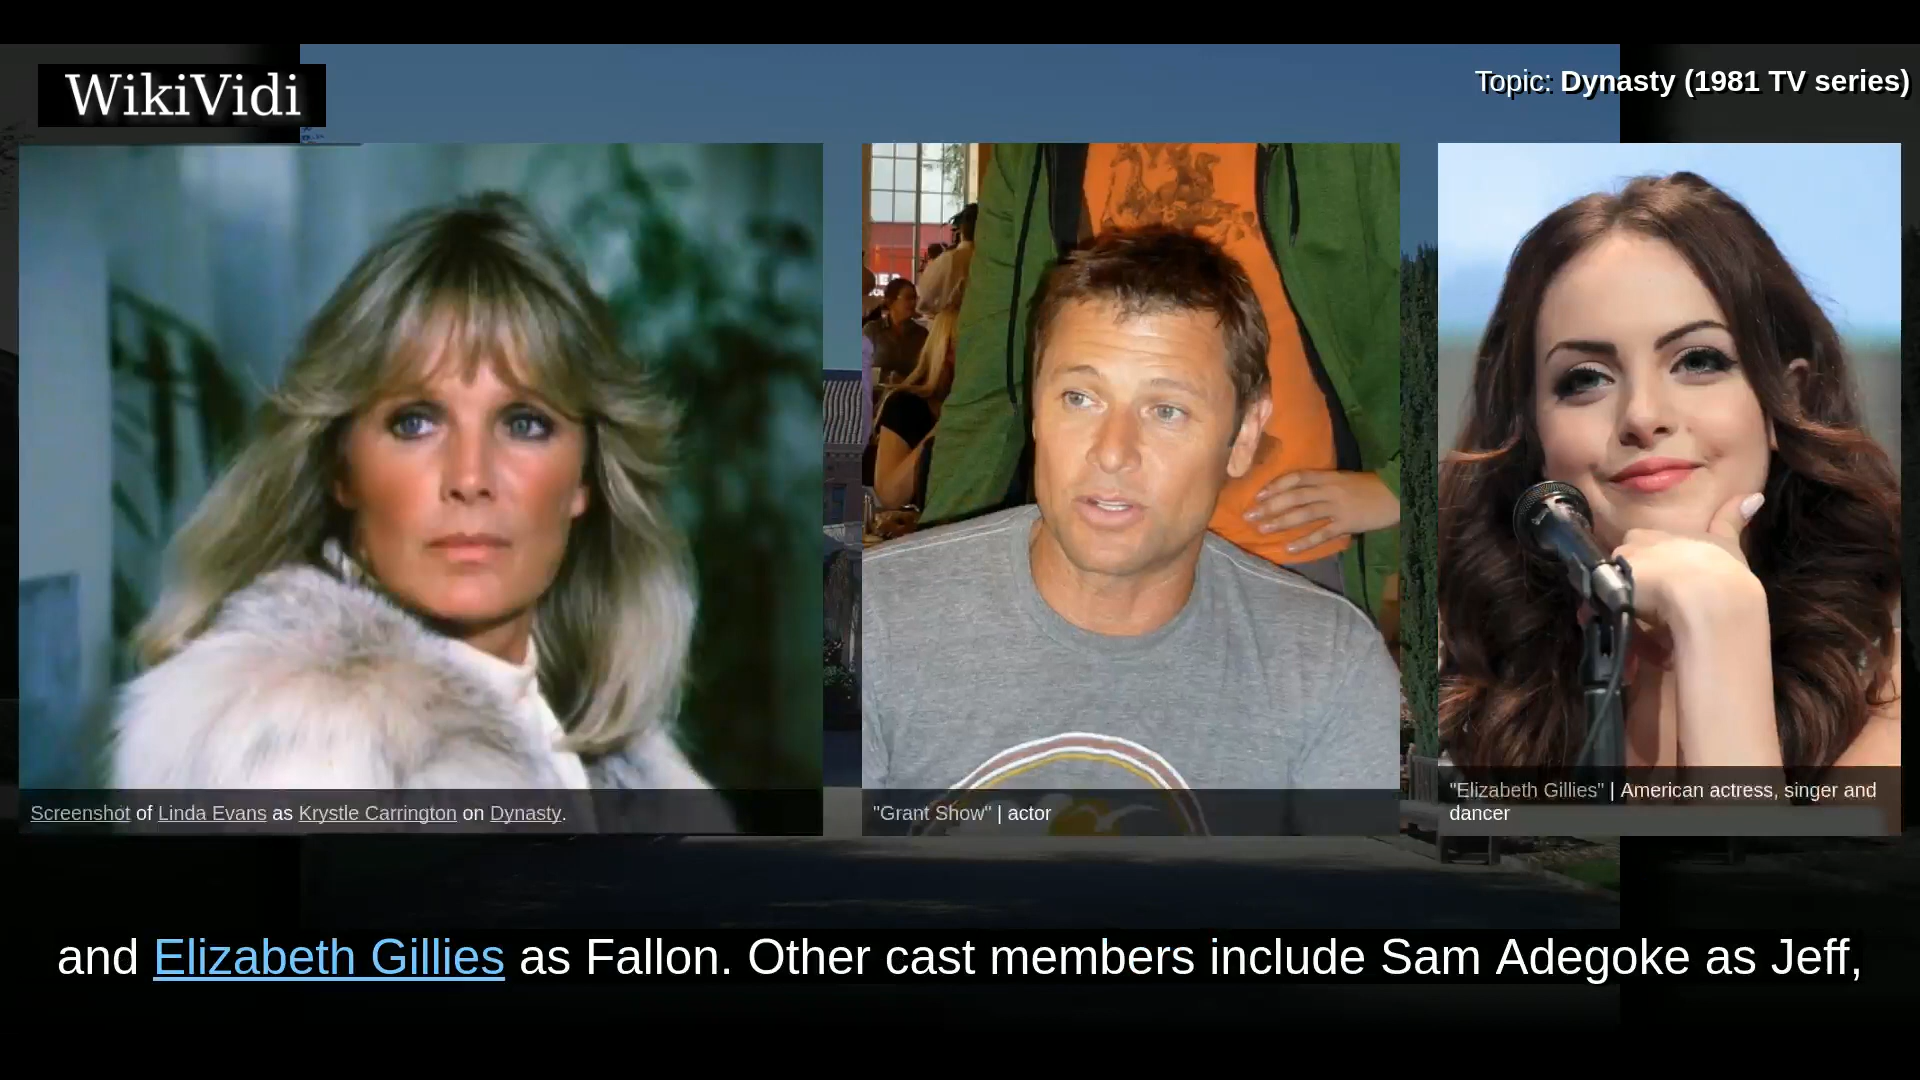 WikiVidi
Topic: Dynasty (1981 TV series)
Screenshot of Linda Evans as Krystle Carrington on Dynasty.
"Grant Show" | actor
"Elizabeth Gillies" | American actress, singer and
dancer
and Elizabeth Gillies as Fallon. Other cast members include Sam Adegoke as Jeff,